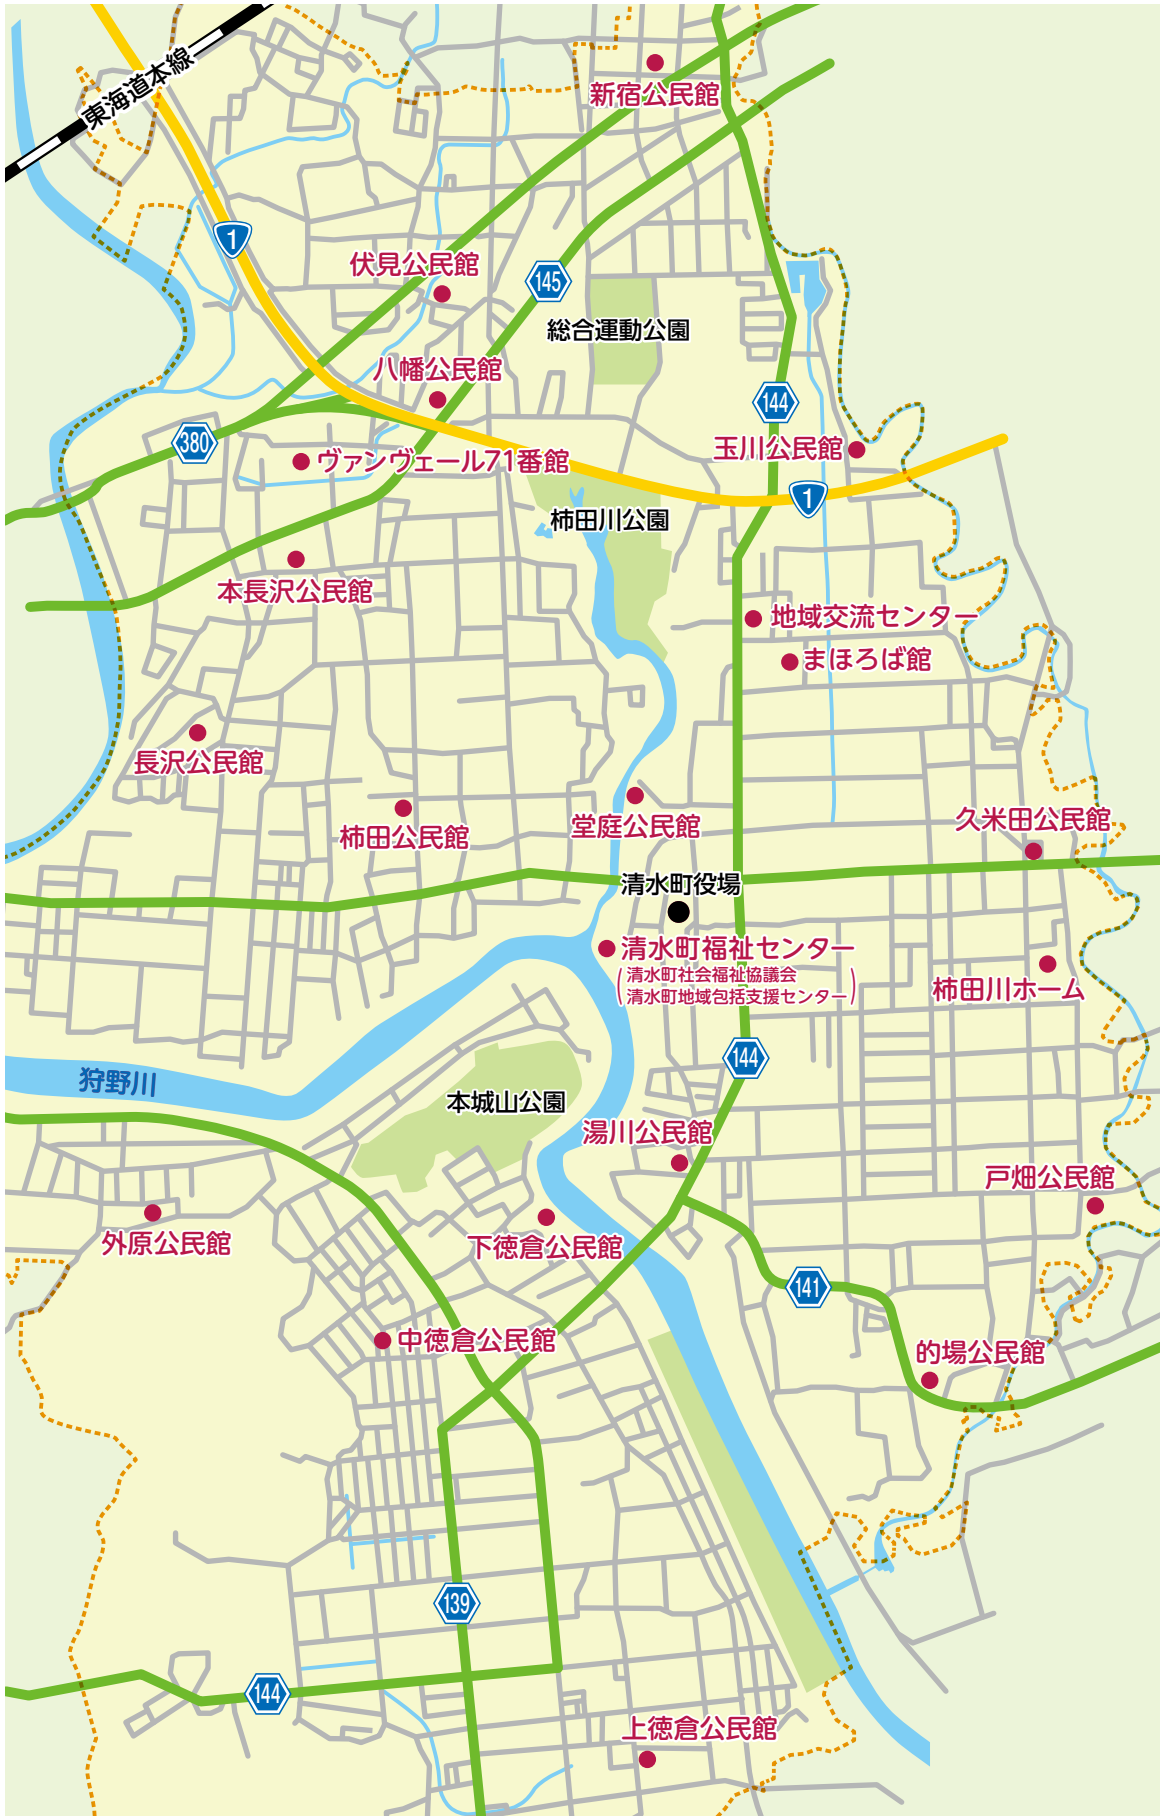 東海道本線
新宿公民館
1
伏見公民館
145
総合運動公園
八幡公民館
144
380
玉川公民館
ヴァンヴェール71番館
1
柿田川公園
本長沢公民館
地域交流センター
まほろば館
長沢公民館
堂庭公民館
久米田公民館
柿田公民館
清水町役場
清水町福祉センター
(清水町社会福祉協議会
清水町地域包括支援センター)
柿田川ホーム
144
狩野川
本城山公園
湯川公民館
戸畑公民館
外原公民館
下徳倉公民館
141
中徳倉公民館
的場公民館
139
144
上徳倉公民館